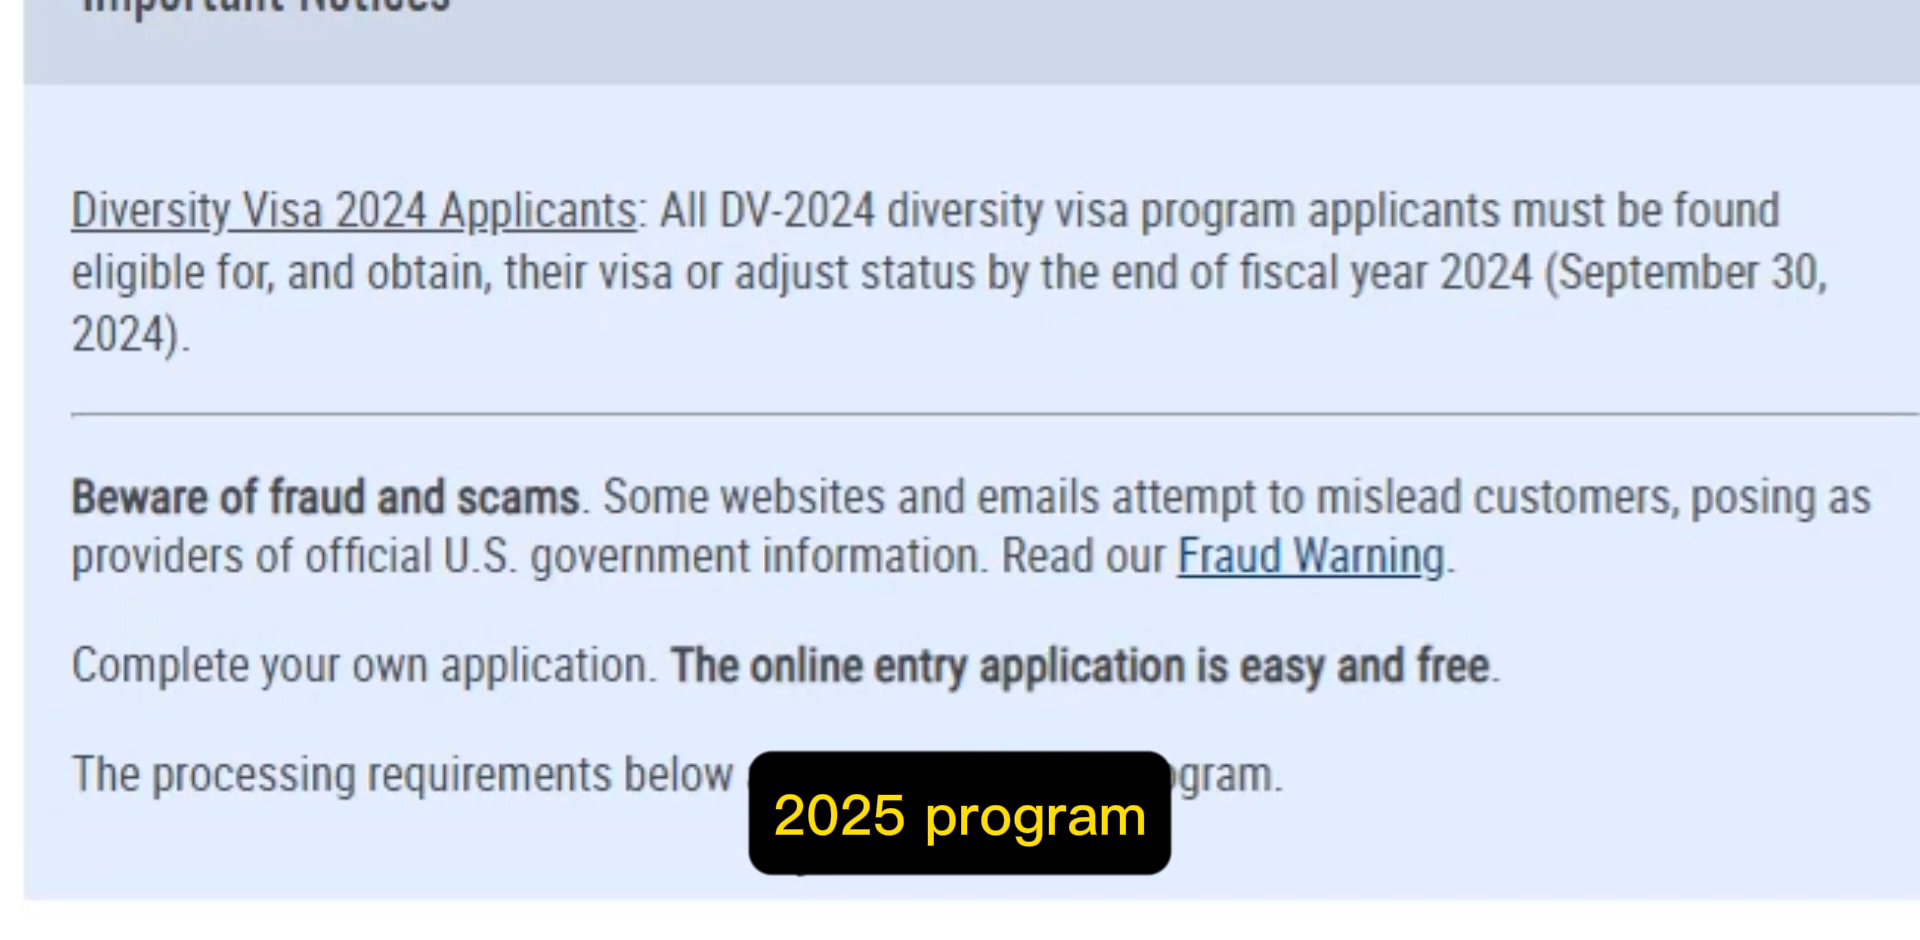 Important Notices
Diversity Visa 2024 Applicants: All DV-2024 diversity visa program applicants must be found
eligible for, and obtain, their visa or adjust status by the end of fiscal year 2024 (September 30,
2024).
Beware of fraud and scams. Some websites and emails attempt to mislead customers, posing as
providers of official U.S. government information. Read our Fraud Warning.
Complete your own application. The online entry application is easy and free.
The processing requirements below ogram.
2025 program